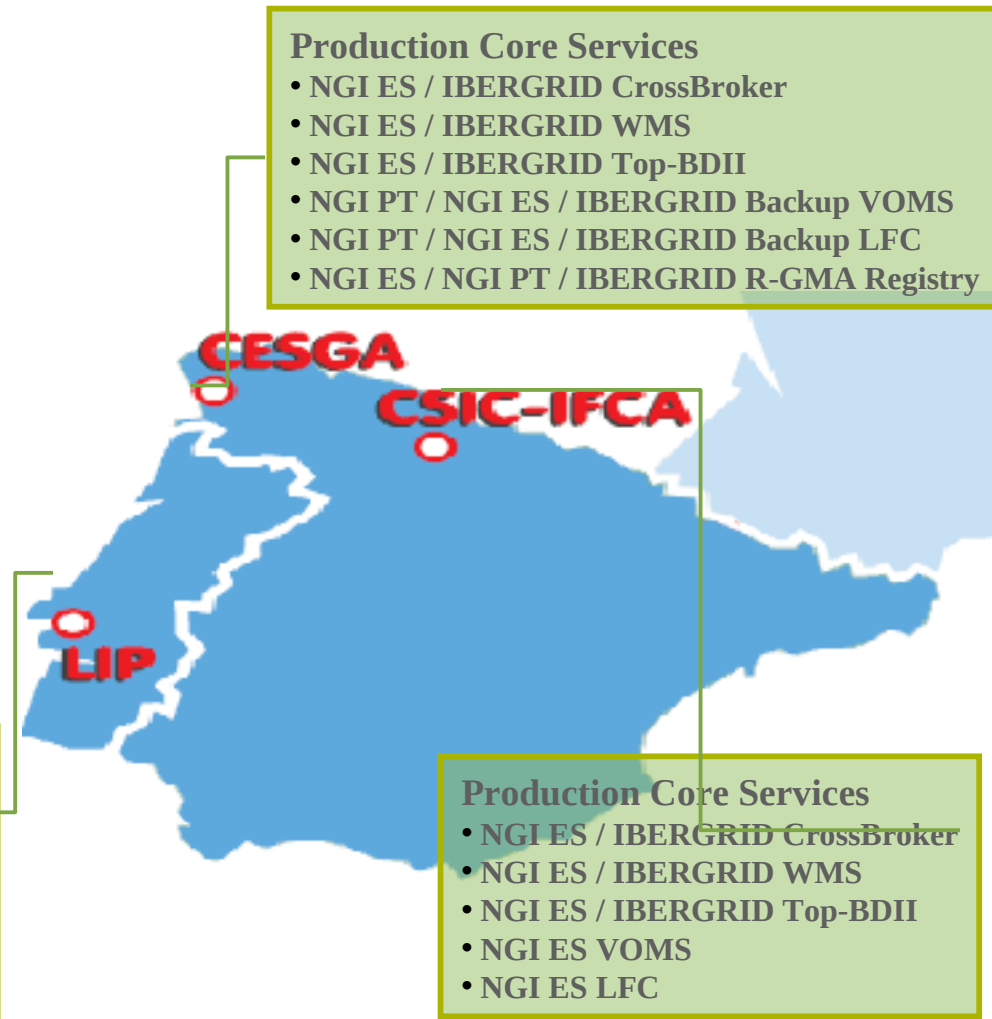 Production Core Services
• NGI ES / IBERGRID CrossBroker
• NGI ES / IBERGRID WMS
• NGI ES / IBERGRID Top-BDII
• NGI PT / NGI ES / IBERGRID Backup VOMS
• NGI PT / NGI ES / IBERGRID Backup LFC
• NGI ES / NGI PT / IBERGRID R-GMA Registry
CESGA
CSIC-IFCA
LIP
Production Core Services
• NGI ES / IBERGRID CrossBroker
• NGI ES / IBERGRID WMS
• NGI ES / IBERGRID Top-BDII
• NGI ES VOMS
• NGI ES LFC